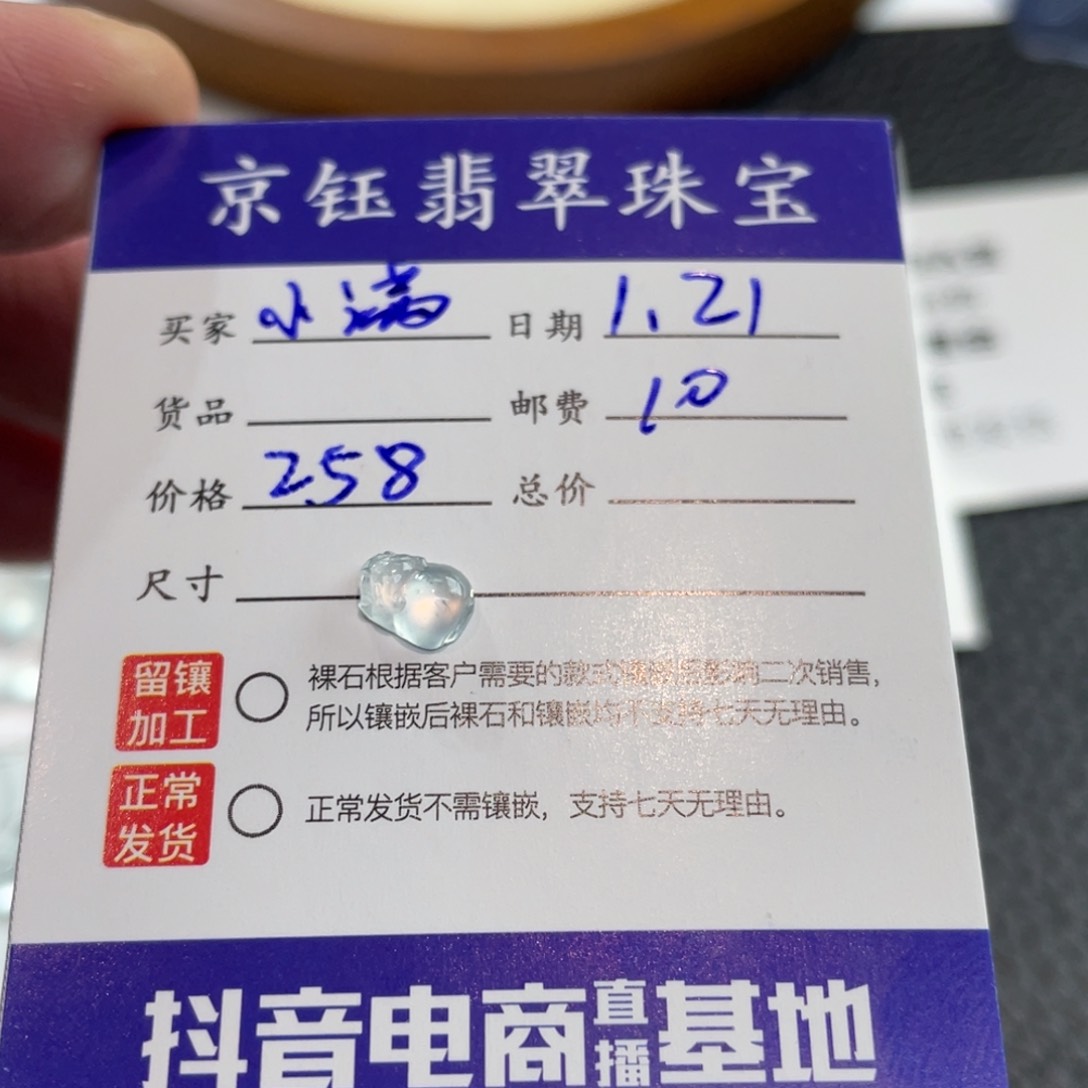 京钰翡翠珠宝
买家 小满 日期 1.21
货品 邮费 10
价格 258 总价
尺寸
留镶加工 裸石根据客户需要的款式镶嵌后影响二次销售，
所以镶嵌后裸石和镶嵌均不支持七天无理由。
正常发货 正常发货不需镶嵌，支持七天无理由。
抖音电商直播基地